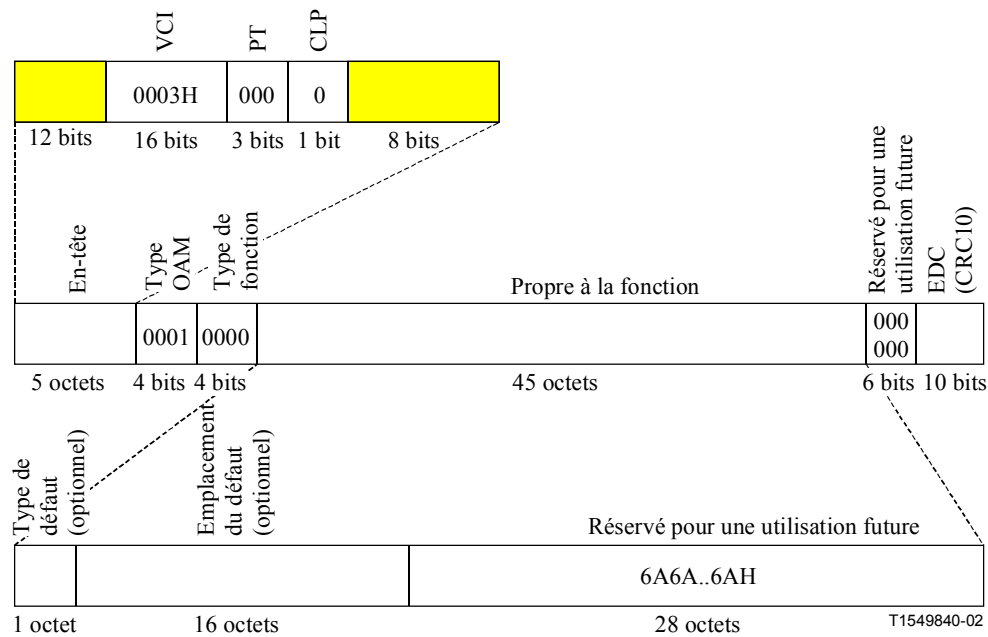 VCI
PT
CLP
0003H
000
0
12 bits
16 bits
3 bits
1 bit
8 bits
En-tête
Type
OAM
Type de
fonction
Propre à la fonction
Réservé pour une
utilisation future
EDC
(CRC10)
0001
0000
000
000
5 octets
4 bits
4 bits
45 octets
6 bits
10 bits
Type de
défaut
(optionnel)
Emplacement
du défaut
(optionnel)
Réservé pour une utilisation future
6A6A..6AH
1 octet
16 octets
28 octets
T1549840-02